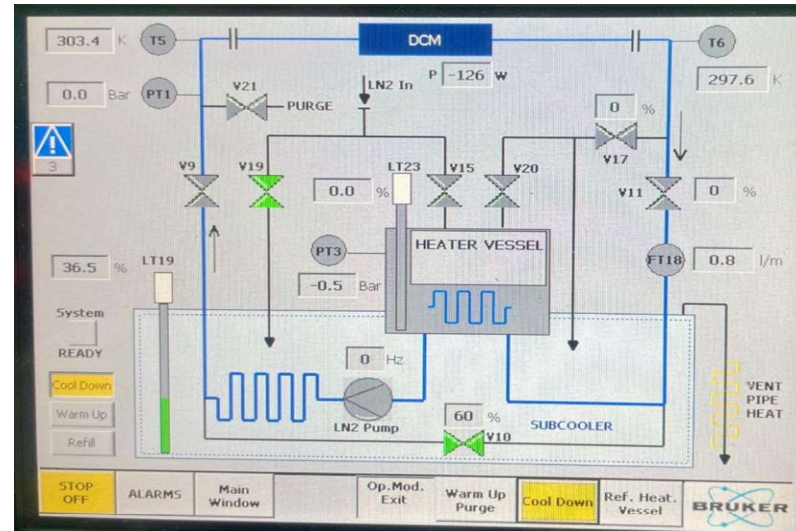 303.4 K T5
DCM
T6
297.6 K
P -126 W
0.0 Bar PT1
V21
PURGE
LN2 In
0 %
V17
3
V9
V19
LT23
V15
V20
V11
0 %
0.0 %
HEATER VESSEL
PT3
-0.5 Bar
FT18
0.8 l/m
36.5 %
LT19
System
READY
Cool Down
Warm Up
Refill
0 Hz
LN2 Pump
60 %
V10
SUBCOOLER
VENT
PIPE
HEAT
STOP
OFF
ALARMS
Main
Window
Op.Mod.
Exit
Warm Up
Purge
Cool Down
Ref. Heat.
Vessel
BRUKER